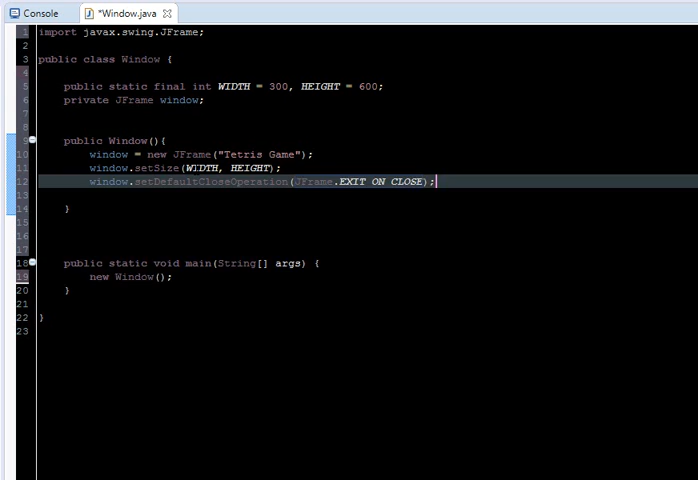 Console *Window.java
1 import javax.swing.JFrame;
2
3 public class Window {
4
5 public static final int WIDTH = 300, HEIGHT = 600;
6 private JFrame window;
7
8
9 public Window(){
10 window = new JFrame("Tetris Game");
11 window.setSize(WIDTH, HEIGHT);
12 window.setDefaultCloseOperation(JFrame.EXIT_ON_CLOSE);
13
14 }
15
16
17
18 public static void main(String[] args) {
19 new Window();
20 }
21
22 }
23